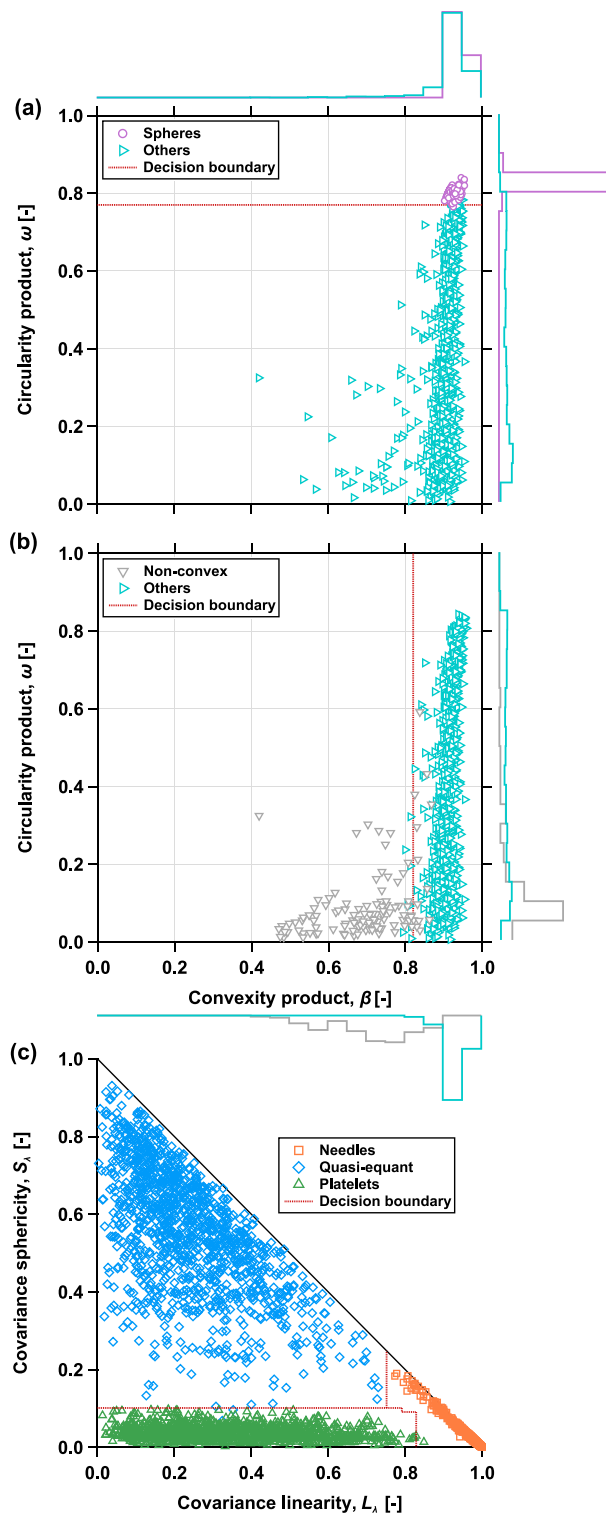 (a)
1.0
0.8
0.6
0.4
0.2
0.0
Circularity product, ω [-]
Spheres
Others
Decision boundary
(b)
1.0
0.8
0.6
0.4
0.2
0.0
Circularity product, ω [-]
Non-convex
Others
Decision boundary
0.0 0.2 0.4 0.6 0.8 1.0
Convexity product, β [-]
(c)
1.0
0.8
0.6
0.4
0.2
0.0
Covariance sphericity, Sλ [-]
Needles
Quasi-equant
Platelets
Decision boundary
0.0 0.2 0.4 0.6 0.8 1.0
Covariance linearity, Lλ [-]